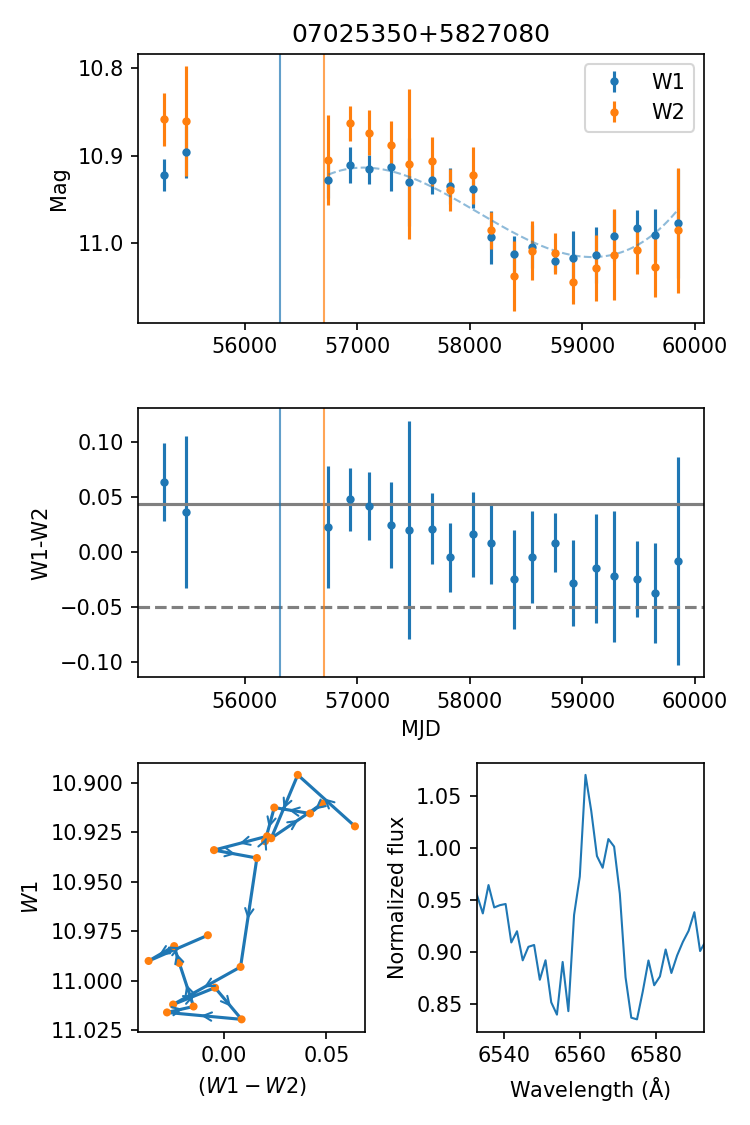 07025350+5827080
W1
W2
10.8
10.9
11.0
Mag
56000 57000 58000 59000 60000
0.10
0.05
0.00
−0.05
−0.10
W1-W2
56000 57000 58000 59000 60000
MJD
10.900
10.925
10.950
10.975
11.000
11.025
W1
0.00 0.05
(W1 − W2)
1.05
1.00
0.95
0.90
0.85
Normalized flux
6540 6560 6580
Wavelength (Å)